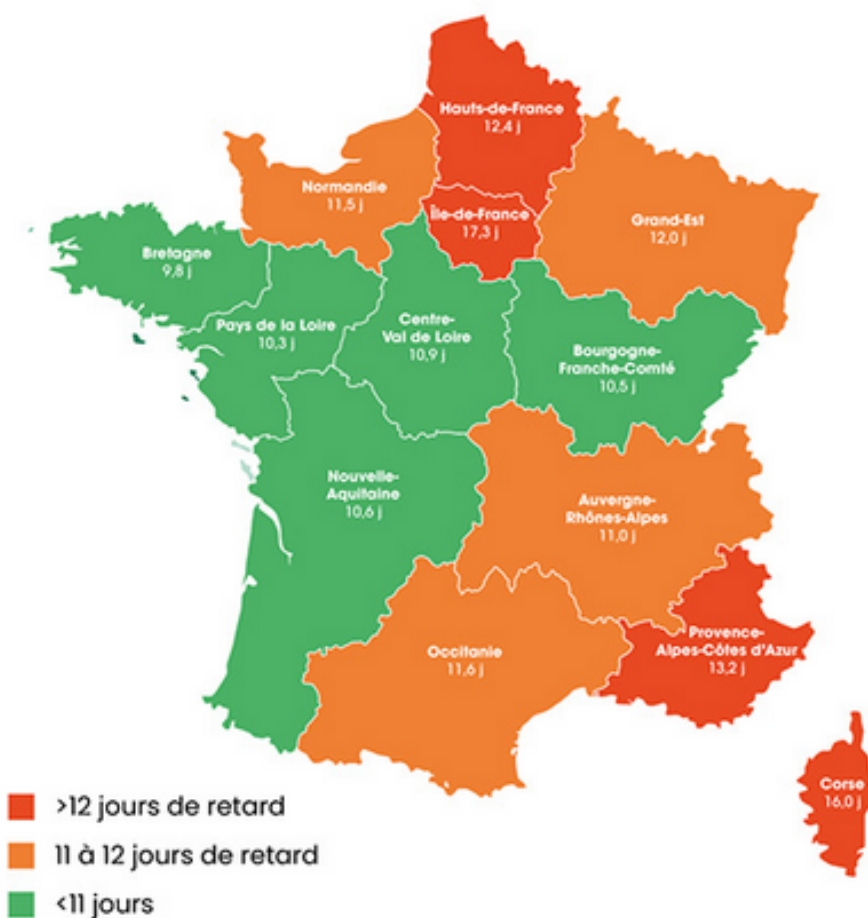 Hauts-de-France
12,4 j
Normandie
11,5 j
Île-de-France
17,3 j
Grand-Est
12,0 j
Bretagne
9,8 j
Pays de la Loire
10,3 j
Centre-
Val de Loire
10,9 j
Bourgogne-
Franche-Comté
10,5 j
Nouvelle-
Aquitaine
10,6 j
Auvergne-
Rhônes-Alpes
11,0 j
Occitanie
11,6 j
Provence-
Alpes-Côtes d'Azur
13,2 j
Corse
16,0 j
>12 jours de retard
11 à 12 jours de retard
<11 jours